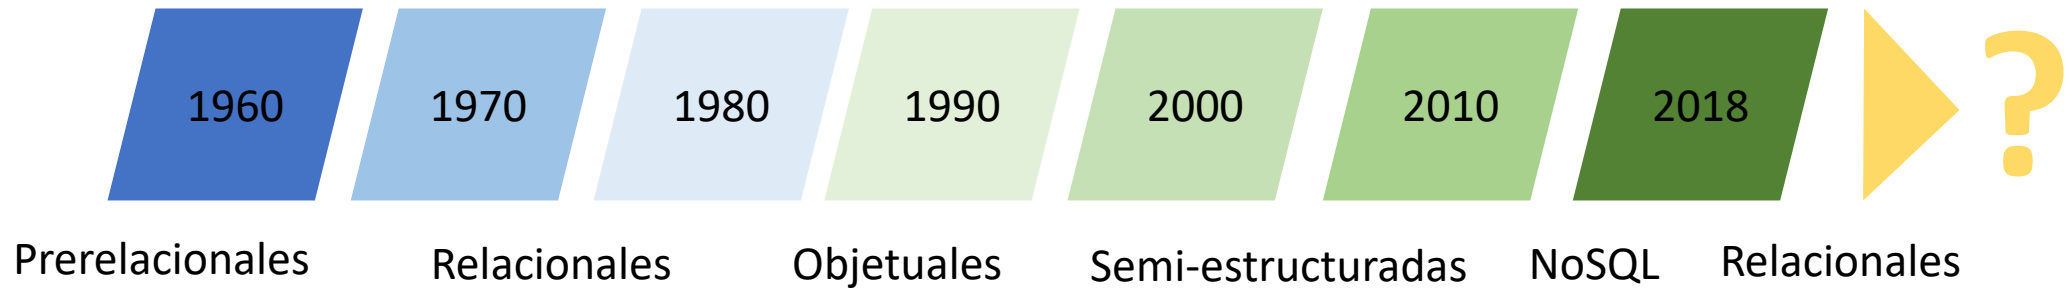 1960 1970 1980 1990 2000 2010 2018 ?
Prerelacionales Relacionales Objetuales Semi-estructuradas NoSQL Relacionales